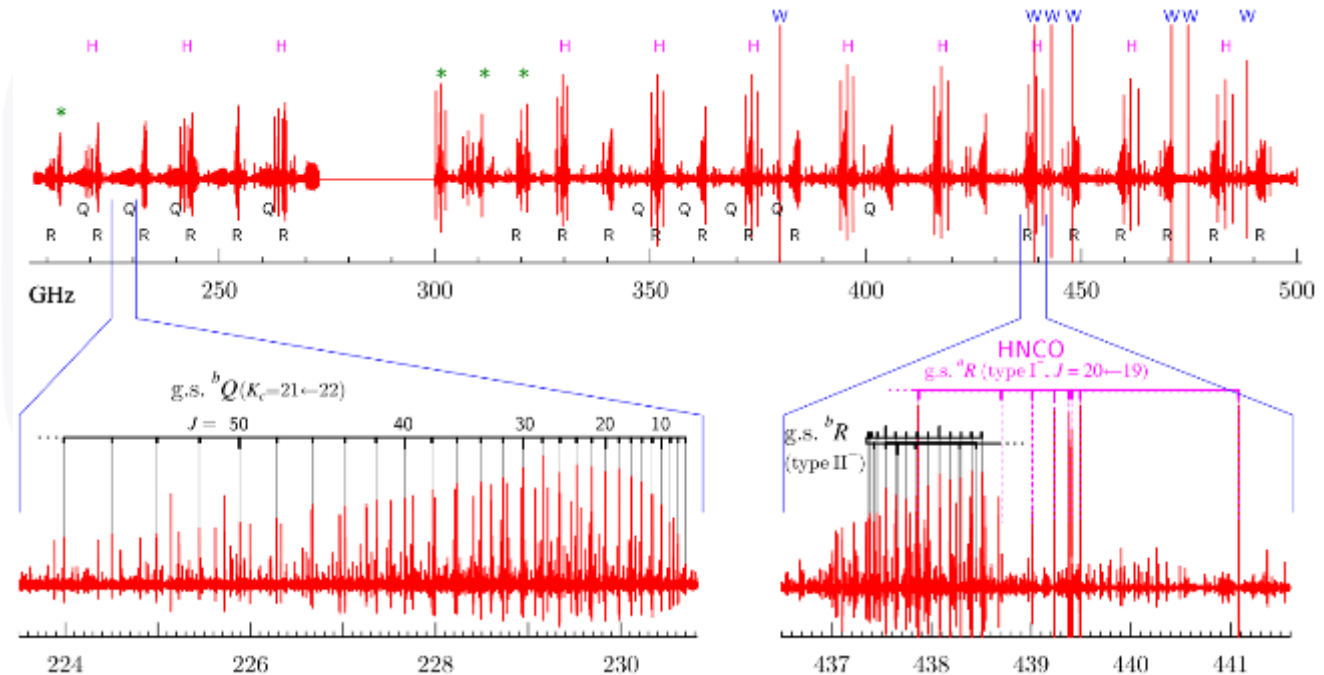 W W W W W W W
H H H H H H H H H H H H
* * * *
Q Q Q Q Q Q Q Q Q
R R R R R R R R R R R R R R R R R R
GHz 250 300 350 400 450 500
HNCO
g.s. ᵃR (type I⁻, J = 20←19)
g.s. ᵇQ(K_c=21←22)
J = 50 40 30 20 10
g.s. ᵇR
(type II⁻)
224 226 228 230
437 438 439 440 441